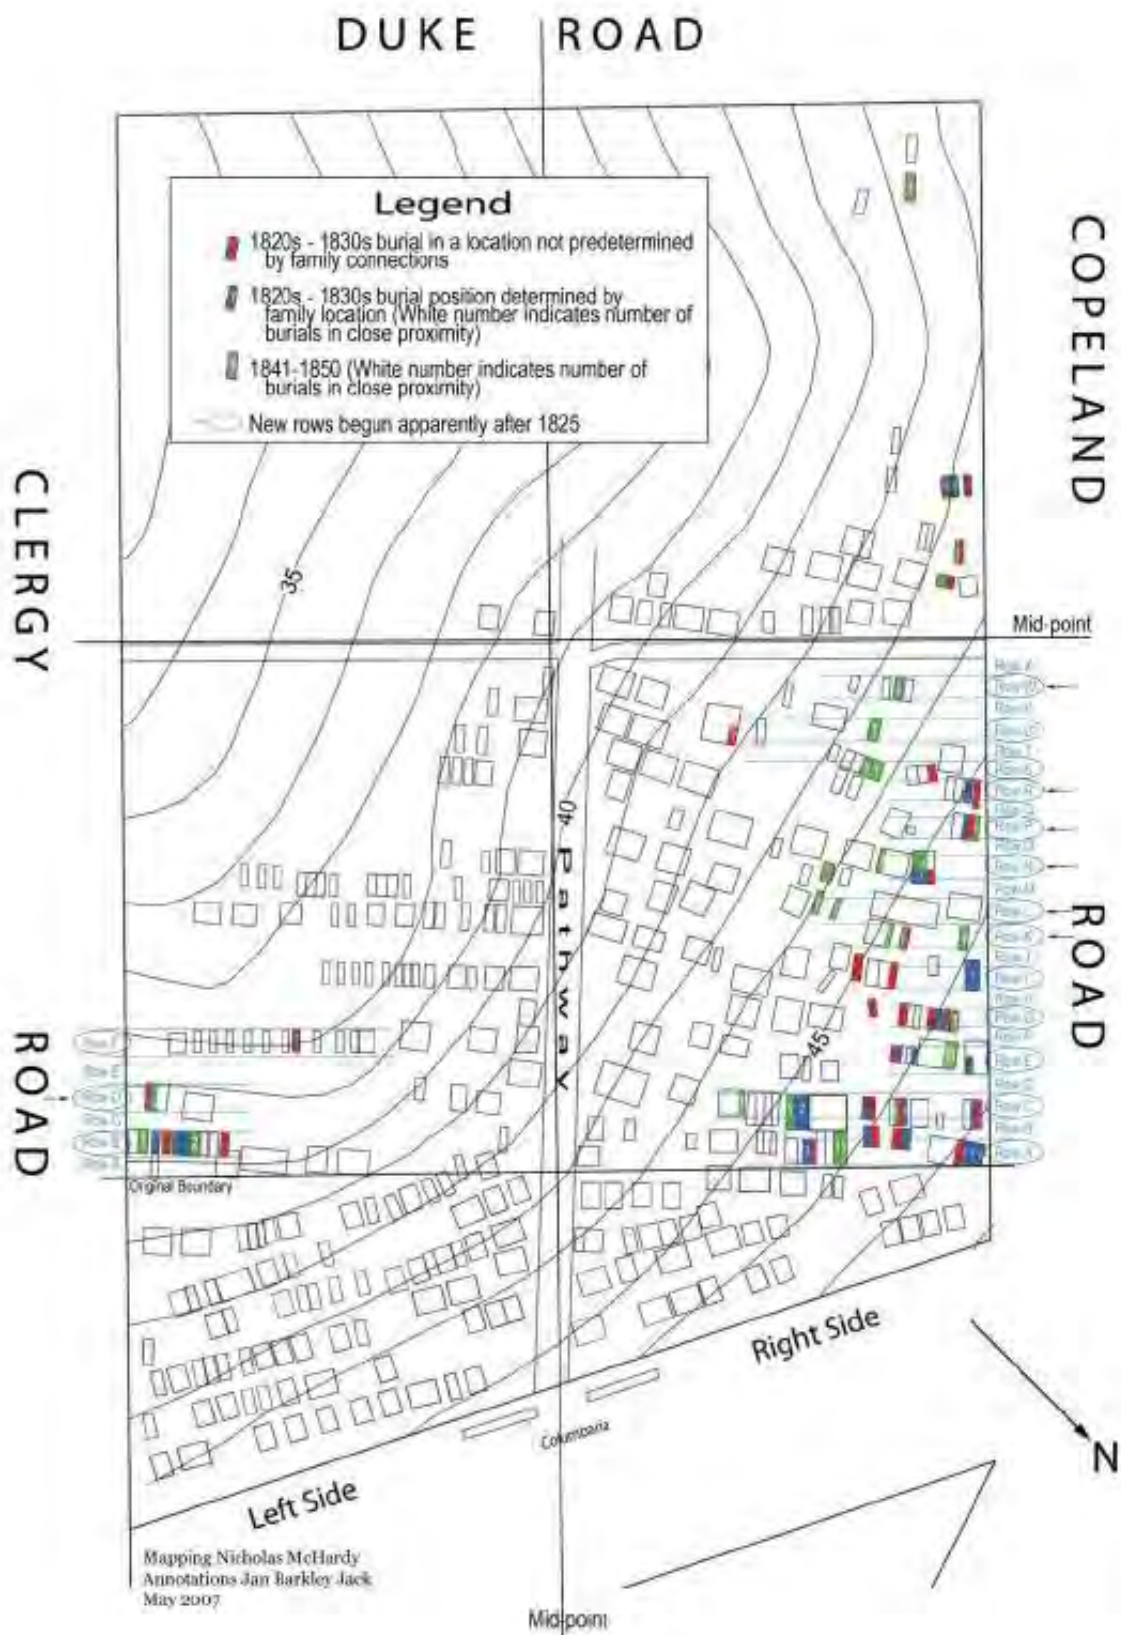 DUKE ROAD
Legend
1820s - 1830s burial in a location not predetermined
by family connections
1820s - 1830s burial position determined by
family location (White number indicates number of
burials in close proximity)
1841-1850 (White number indicates number of
burials in close proximity)
New rows begun apparently after 1825
COPELAND
ROAD
CLERGY
ROAD
35
Mid-point
40
Pathway
45
Original Boundary
Right Side
Columbaria
N
Left Side
Mapping Nicholas McHardy
Annotations Jan Barkley Jack
May 2007
Mid-point